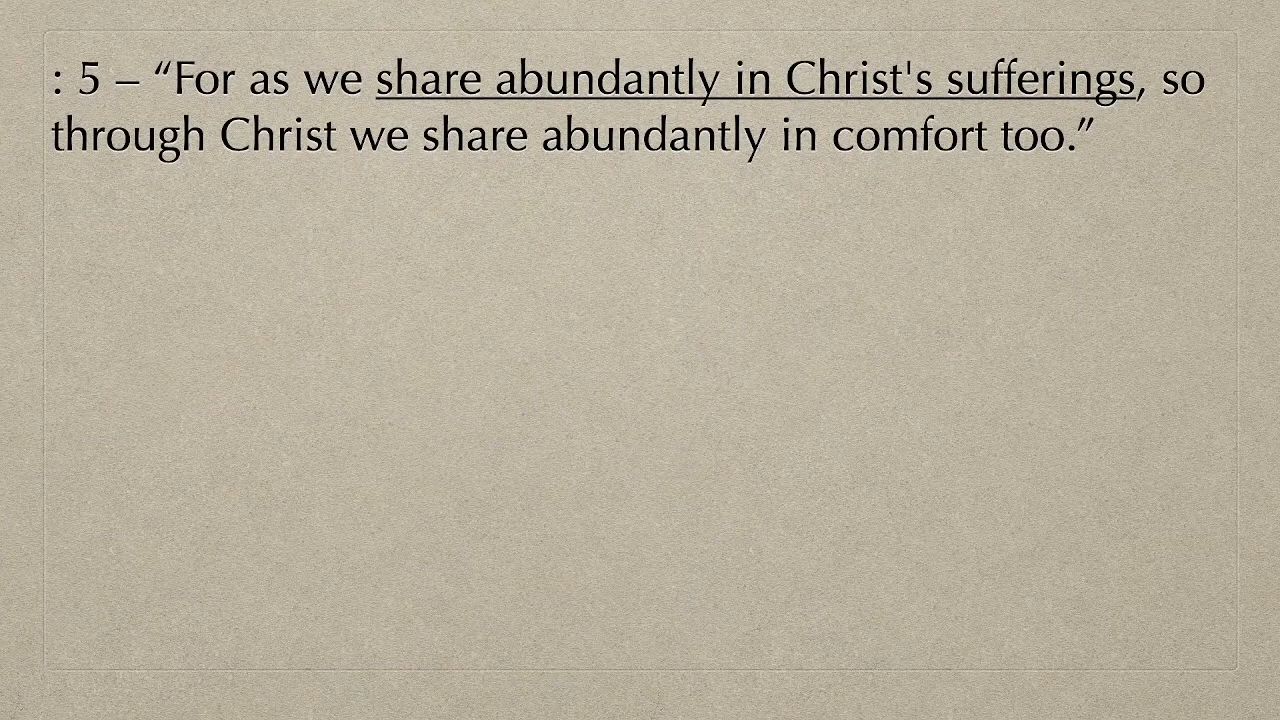 : 5 – “For as we share abundantly in Christ's sufferings, so
through Christ we share abundantly in comfort too.”